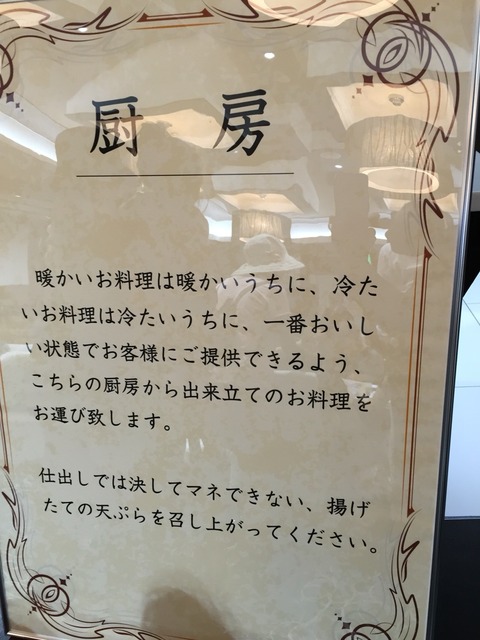 厨房
暖かいお料理は暖かいうちに、冷た
いお料理は冷たいうちに、一番おいし
い状態でお客様にご提供できるよう、
こちらの厨房から出来立てのお料理を
お運び致します。
仕出しでは決してマネできない、揚げ
たての天ぷらを召し上がってください。